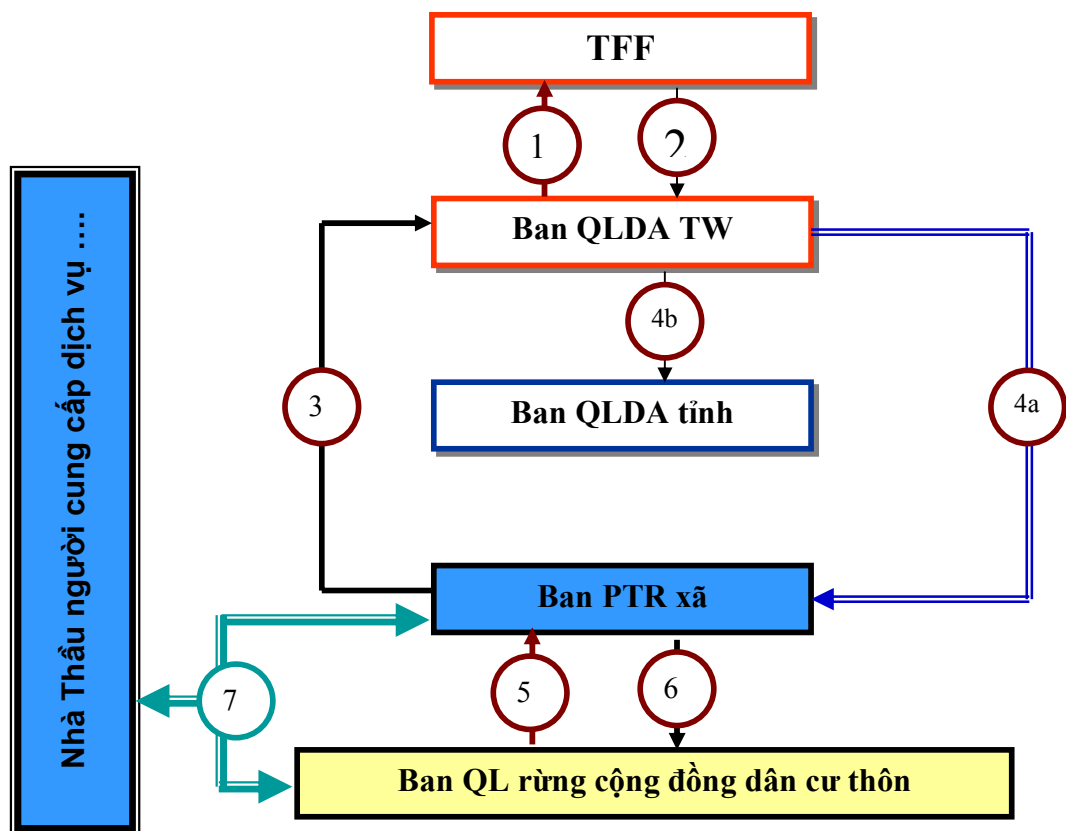 TFF
1
2
Ban QLDA TW
4b
3
Ban QLDA tỉnh
4a
Nhà Thầu người cung cấp dịch vụ ....
Ban PTR xã
5
6
7
Ban QL rừng cộng đồng dân cư thôn